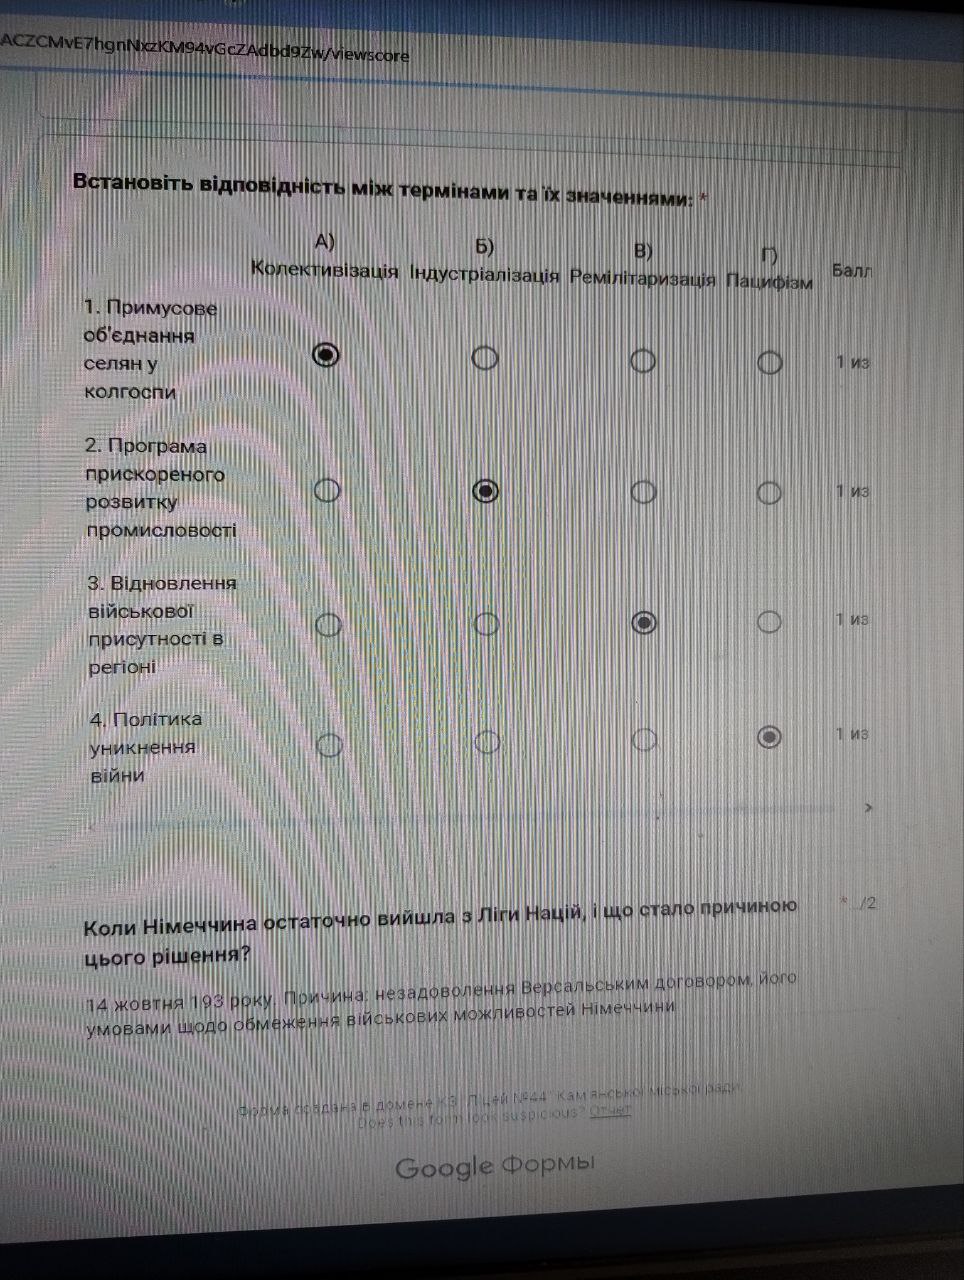 ACZCMvE7hgnNxzKM94vGcZAdbd9Zw/viewscore
Встановіть відповідність між термінами та їх значеннями: *
А) Б) В) Г)
Колективізація Індустріалізація Ремілітаризація Пацифізм Балл
1. Примусове
об'єднання
селян у
колгоспи
1 из
2. Програма
прискореного
розвитку
промисловості
1 из
3. Відновлення
військової
присутності в
регіоні
1 из
4. Політика
уникнення
війни
1 из
Коли Німеччина остаточно вийшла з Ліги Націй, і що стало причиною * /2
цього рішення?
14 жовтня 193 року. Причина: незадоволення Версальським договором, його
умовами щодо обмеження військових можливостей Німеччини
Форма создана в домене КЗ "Ліцей №44" Кам'янської міської ради.
Does this form look suspicious? Отчет
Google Формы